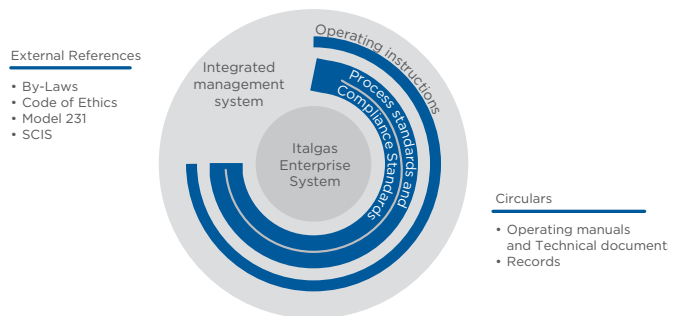 External References
• By-Laws
• Code of Ethics
• Model 231
• SCIS
Integrated
management
system
Operating instructions
Process standards and
Compliance Standards
Italgas
Enterprise
System
Circulars
• Operating manuals
and Technical document
• Records